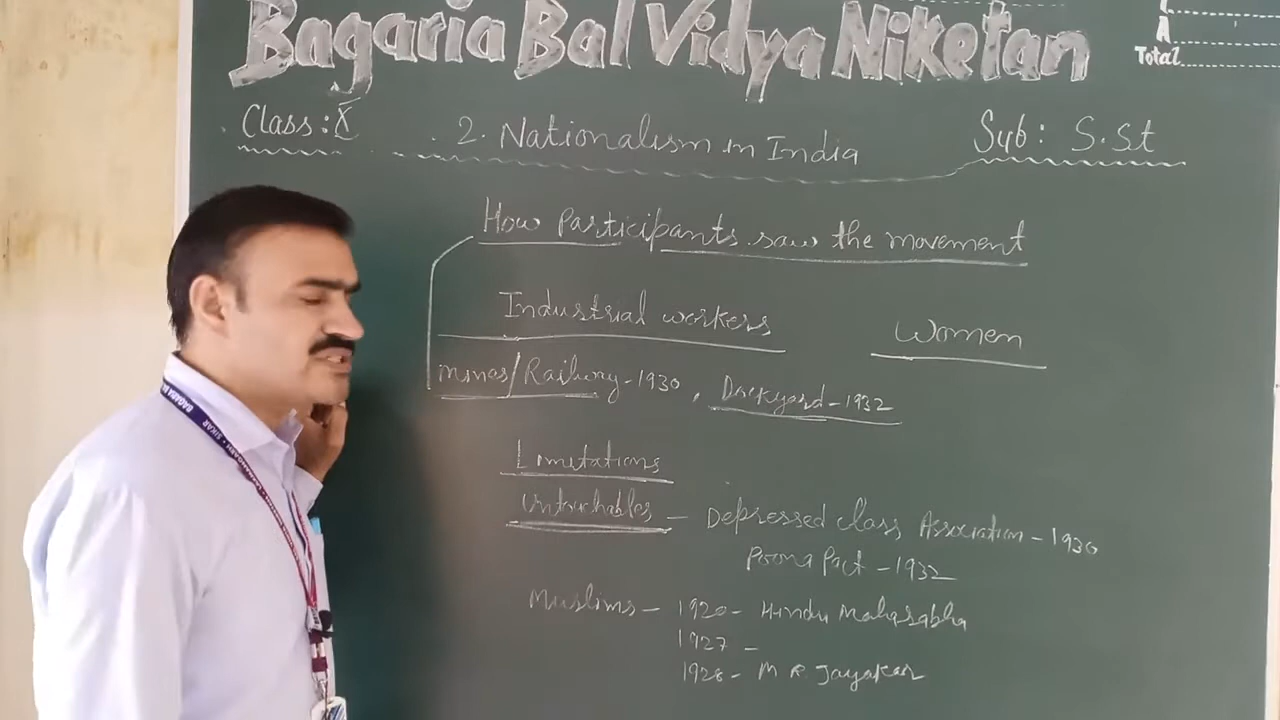 Bagaria Bal Vidya Niketan
A
Total
Class : X
2. Nationalism in India
Sub : S.St
How Participants saw the movement
Industrial workers
Women
Mines/Railway - 1930, Dockyard - 1932
Limitations
Untouchables - Depressed class Association - 1930
Poona Pact - 1932
Muslims - 1920 - Hindu Mahasabha
1927 -
1928 - M R Jayakar
SIKAR